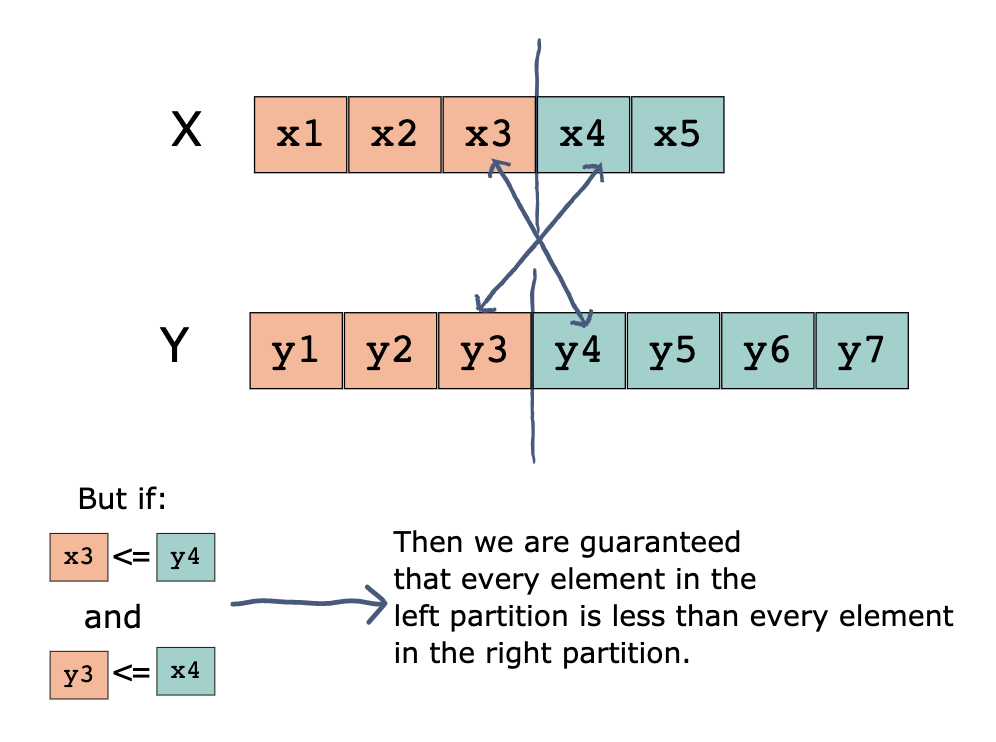 X x1 x2 x3 x4 x5
Y y1 y2 y3 y4 y5 y6 y7
But if:
x3 <= y4
and
y3 <= x4
Then we are guaranteed
that every element in the
left partition is less than every element
in the right partition.